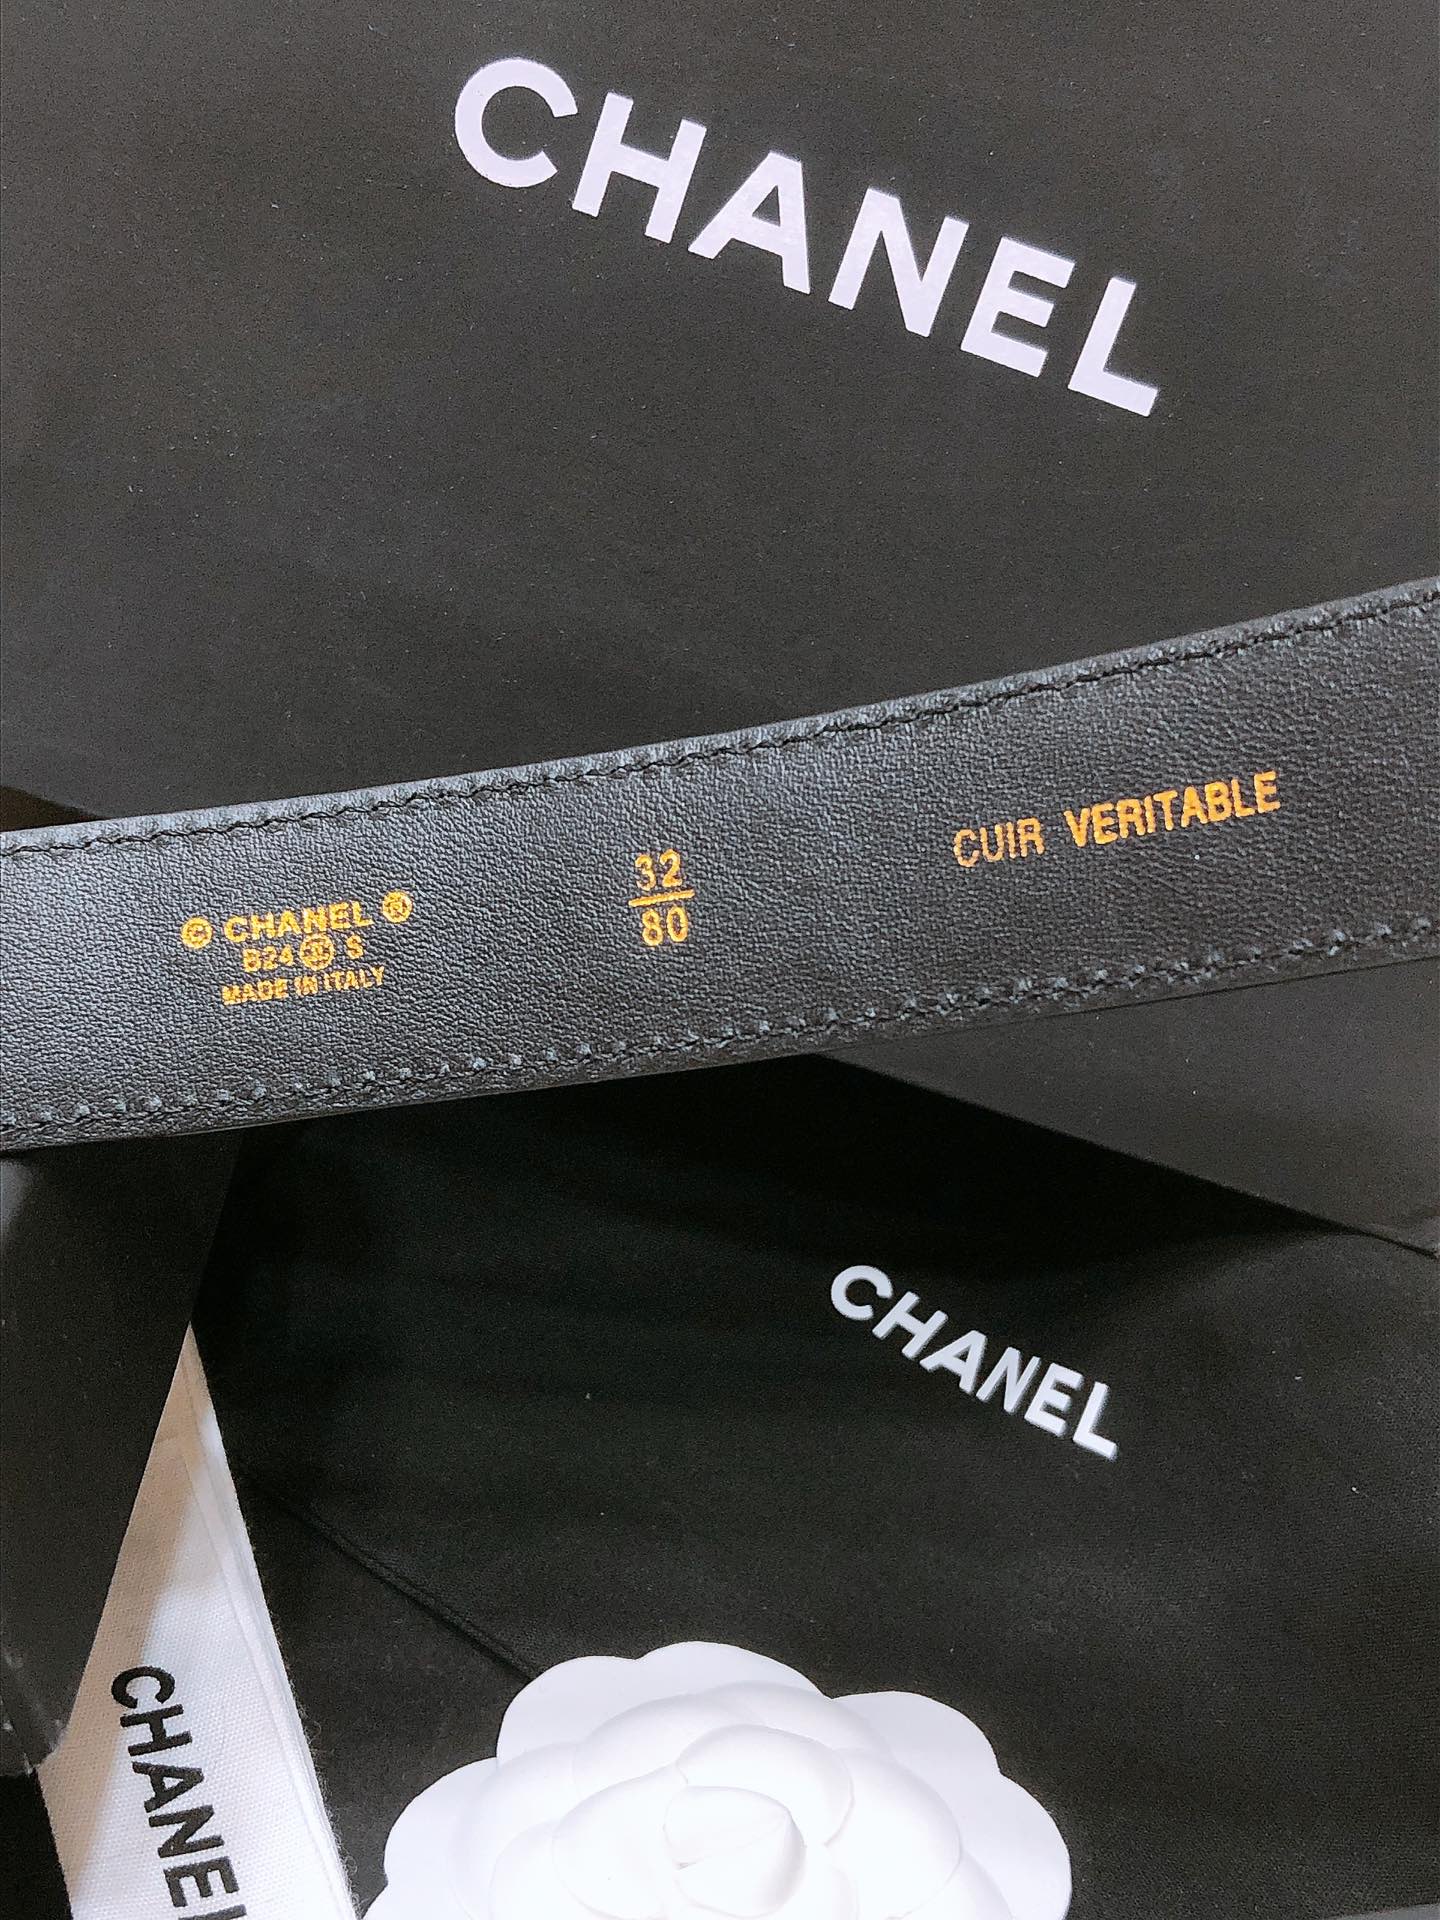 CHANEL
© CHANEL ®
B24 S
MADE IN ITALY
32
80
CUIR VERITABLE
CHANEL
CHANEL